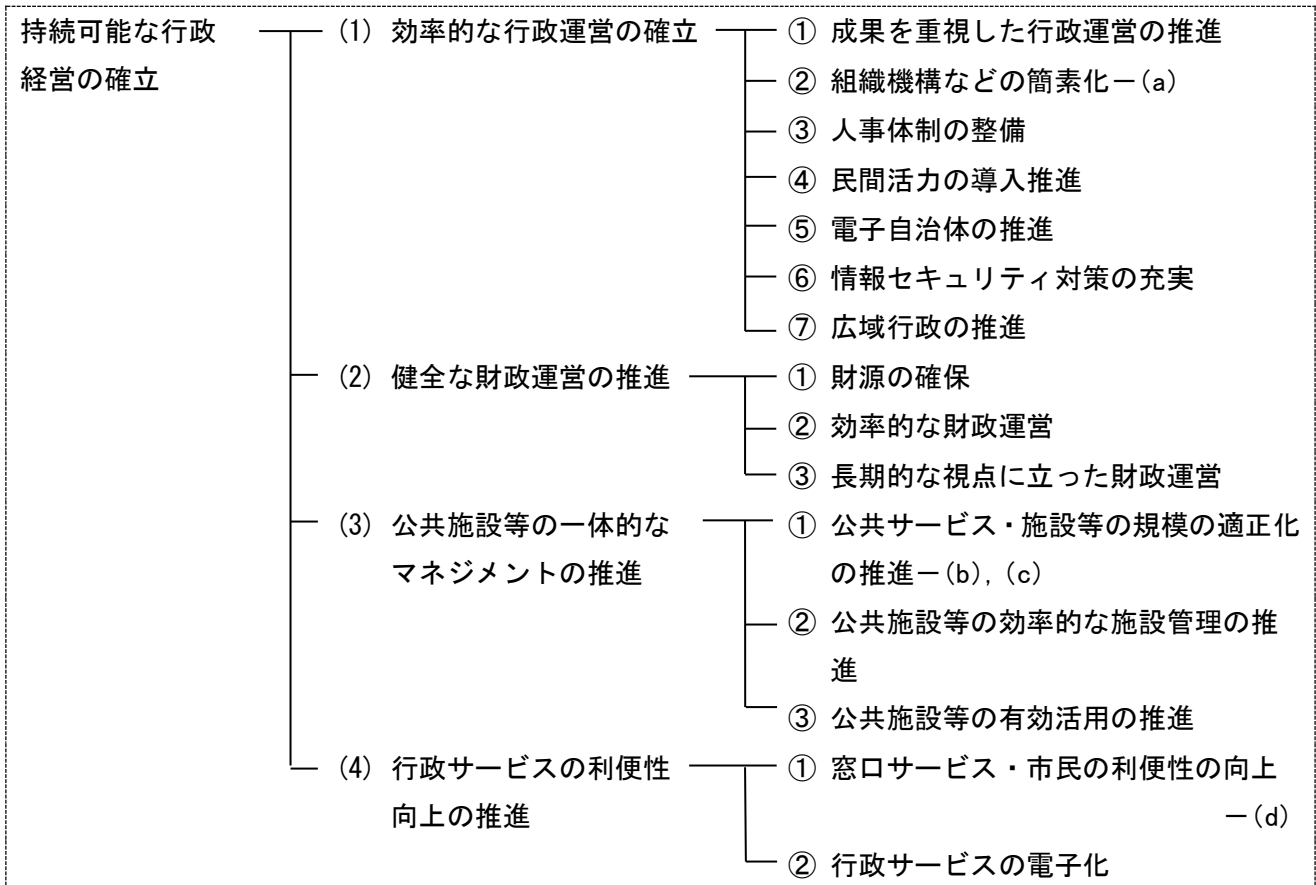 持続可能な行政
経営の確立
(1) 効率的な行政運営の確立
① 成果を重視した行政運営の推進
② 組織機構などの簡素化－(a)
③ 人事体制の整備
④ 民間活力の導入推進
⑤ 電子自治体の推進
⑥ 情報セキュリティ対策の充実
⑦ 広域行政の推進
(2) 健全な財政運営の推進
① 財源の確保
② 効率的な財政運営
③ 長期的な視点に立った財政運営
(3) 公共施設等の一体的な
マネジメントの推進
① 公共サービス・施設等の規模の適正化
の推進－(b), (c)
② 公共施設等の効率的な施設管理の推
進
③ 公共施設等の有効活用の推進
(4) 行政サービスの利便性
向上の推進
① 窓口サービス・市民の利便性の向上
－(d)
② 行政サービスの電子化